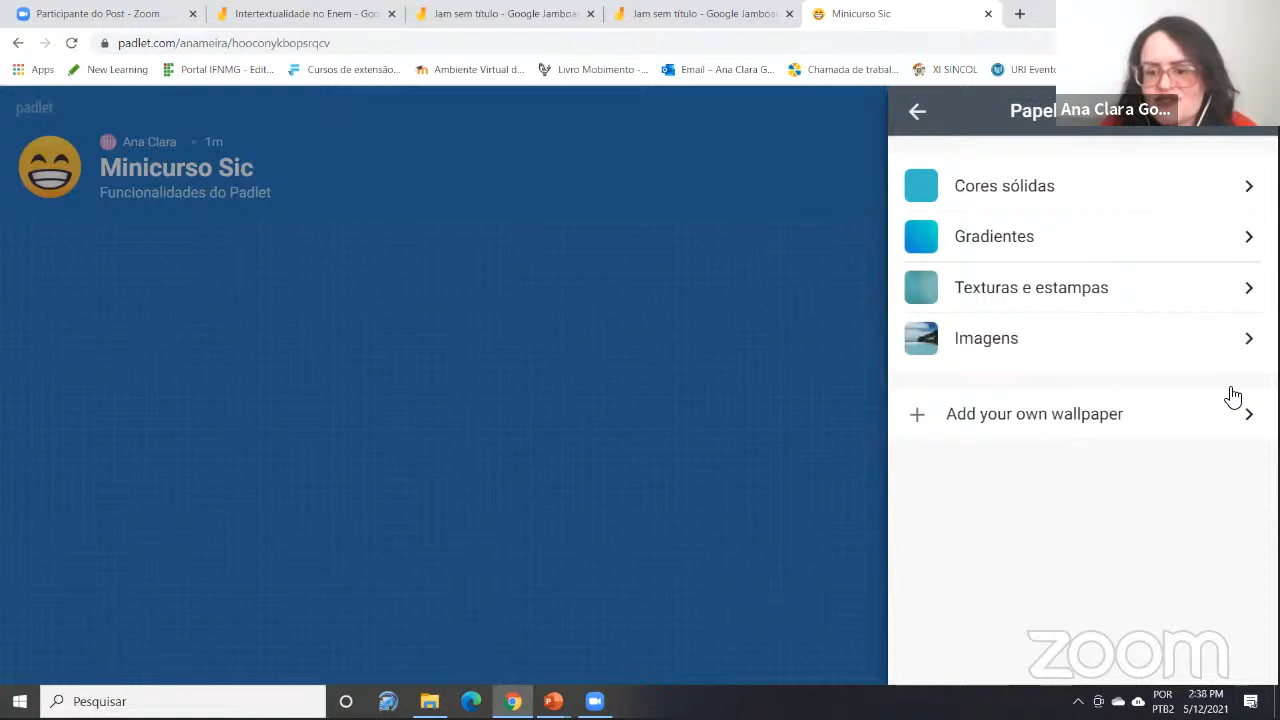 Participante do Post - Zoom
Intertextualidade no Enem - Goo
Jam sem título - Google Jamboa
Jam sem título - Google Jamboa
Minicurso Sic
padlet.com/anameira/hooconykbopsrqcv
Apps
New Learning
Portal IFNMG - Edit...
Cursos de extensão...
Ambiente virtual d...
Livro Mobimento -...
Email – Ana Clara G...
Chamada de trabal...
XI SINCOL
URI Evento
padlet
Ana Clara • 1m
Minicurso Sic
Funcionalidades do Padlet
Papel
Ana Clara Go...
Cores sólidas
Gradientes
Texturas e estampas
Imagens
+ Add your own wallpaper
zoom
Pesquisar
POR
PTB2
2:38 PM
5/12/2021